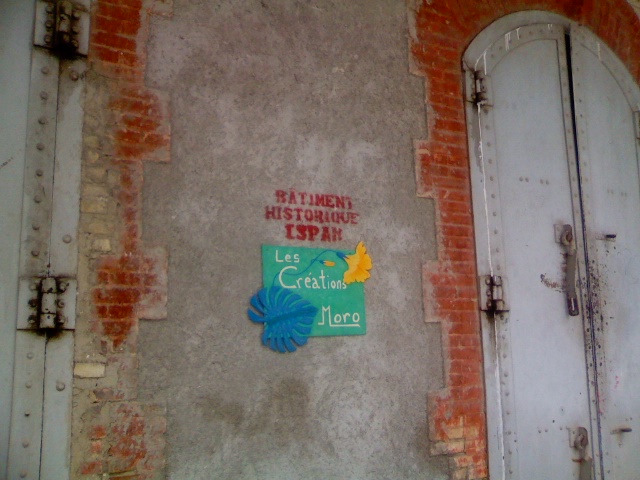 BATIMENT
HISTORIQUE
ISPAN
Les
Créations
Moro